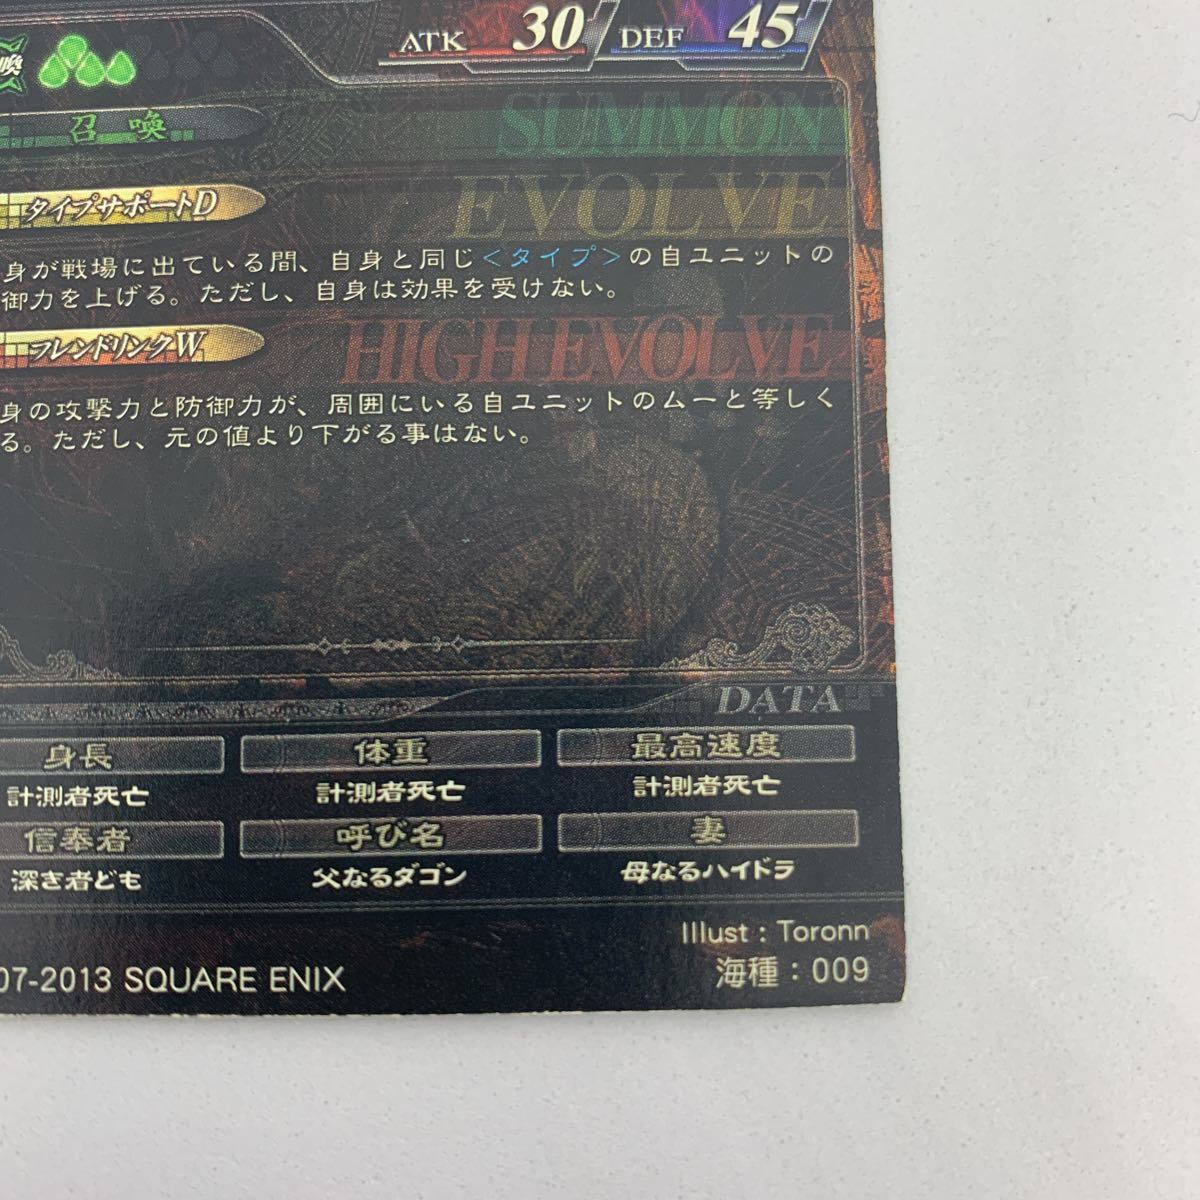 ATK 30 DEF 45
喚
召喚 SUMMON
EVOLVE
タイプサポートD
身が戦場に出ている間、自身と同じ<タイプ>の自ユニットの
御力を上げる。ただし、自身は効果を受けない。
フレンドリンクW HIGH EVOLVE
身の攻撃力と防御力が、周囲にいる自ユニットのムーと等しく
る。ただし、元の値より下がる事はない。
DATA
身長 体重 最高速度
計測者死亡 計測者死亡 計測者死亡
信奉者 呼び名 妻
深き者ども 父なるダゴン 母なるハイドラ
Illust : Toronn
07-2013 SQUARE ENIX
海種 : 009